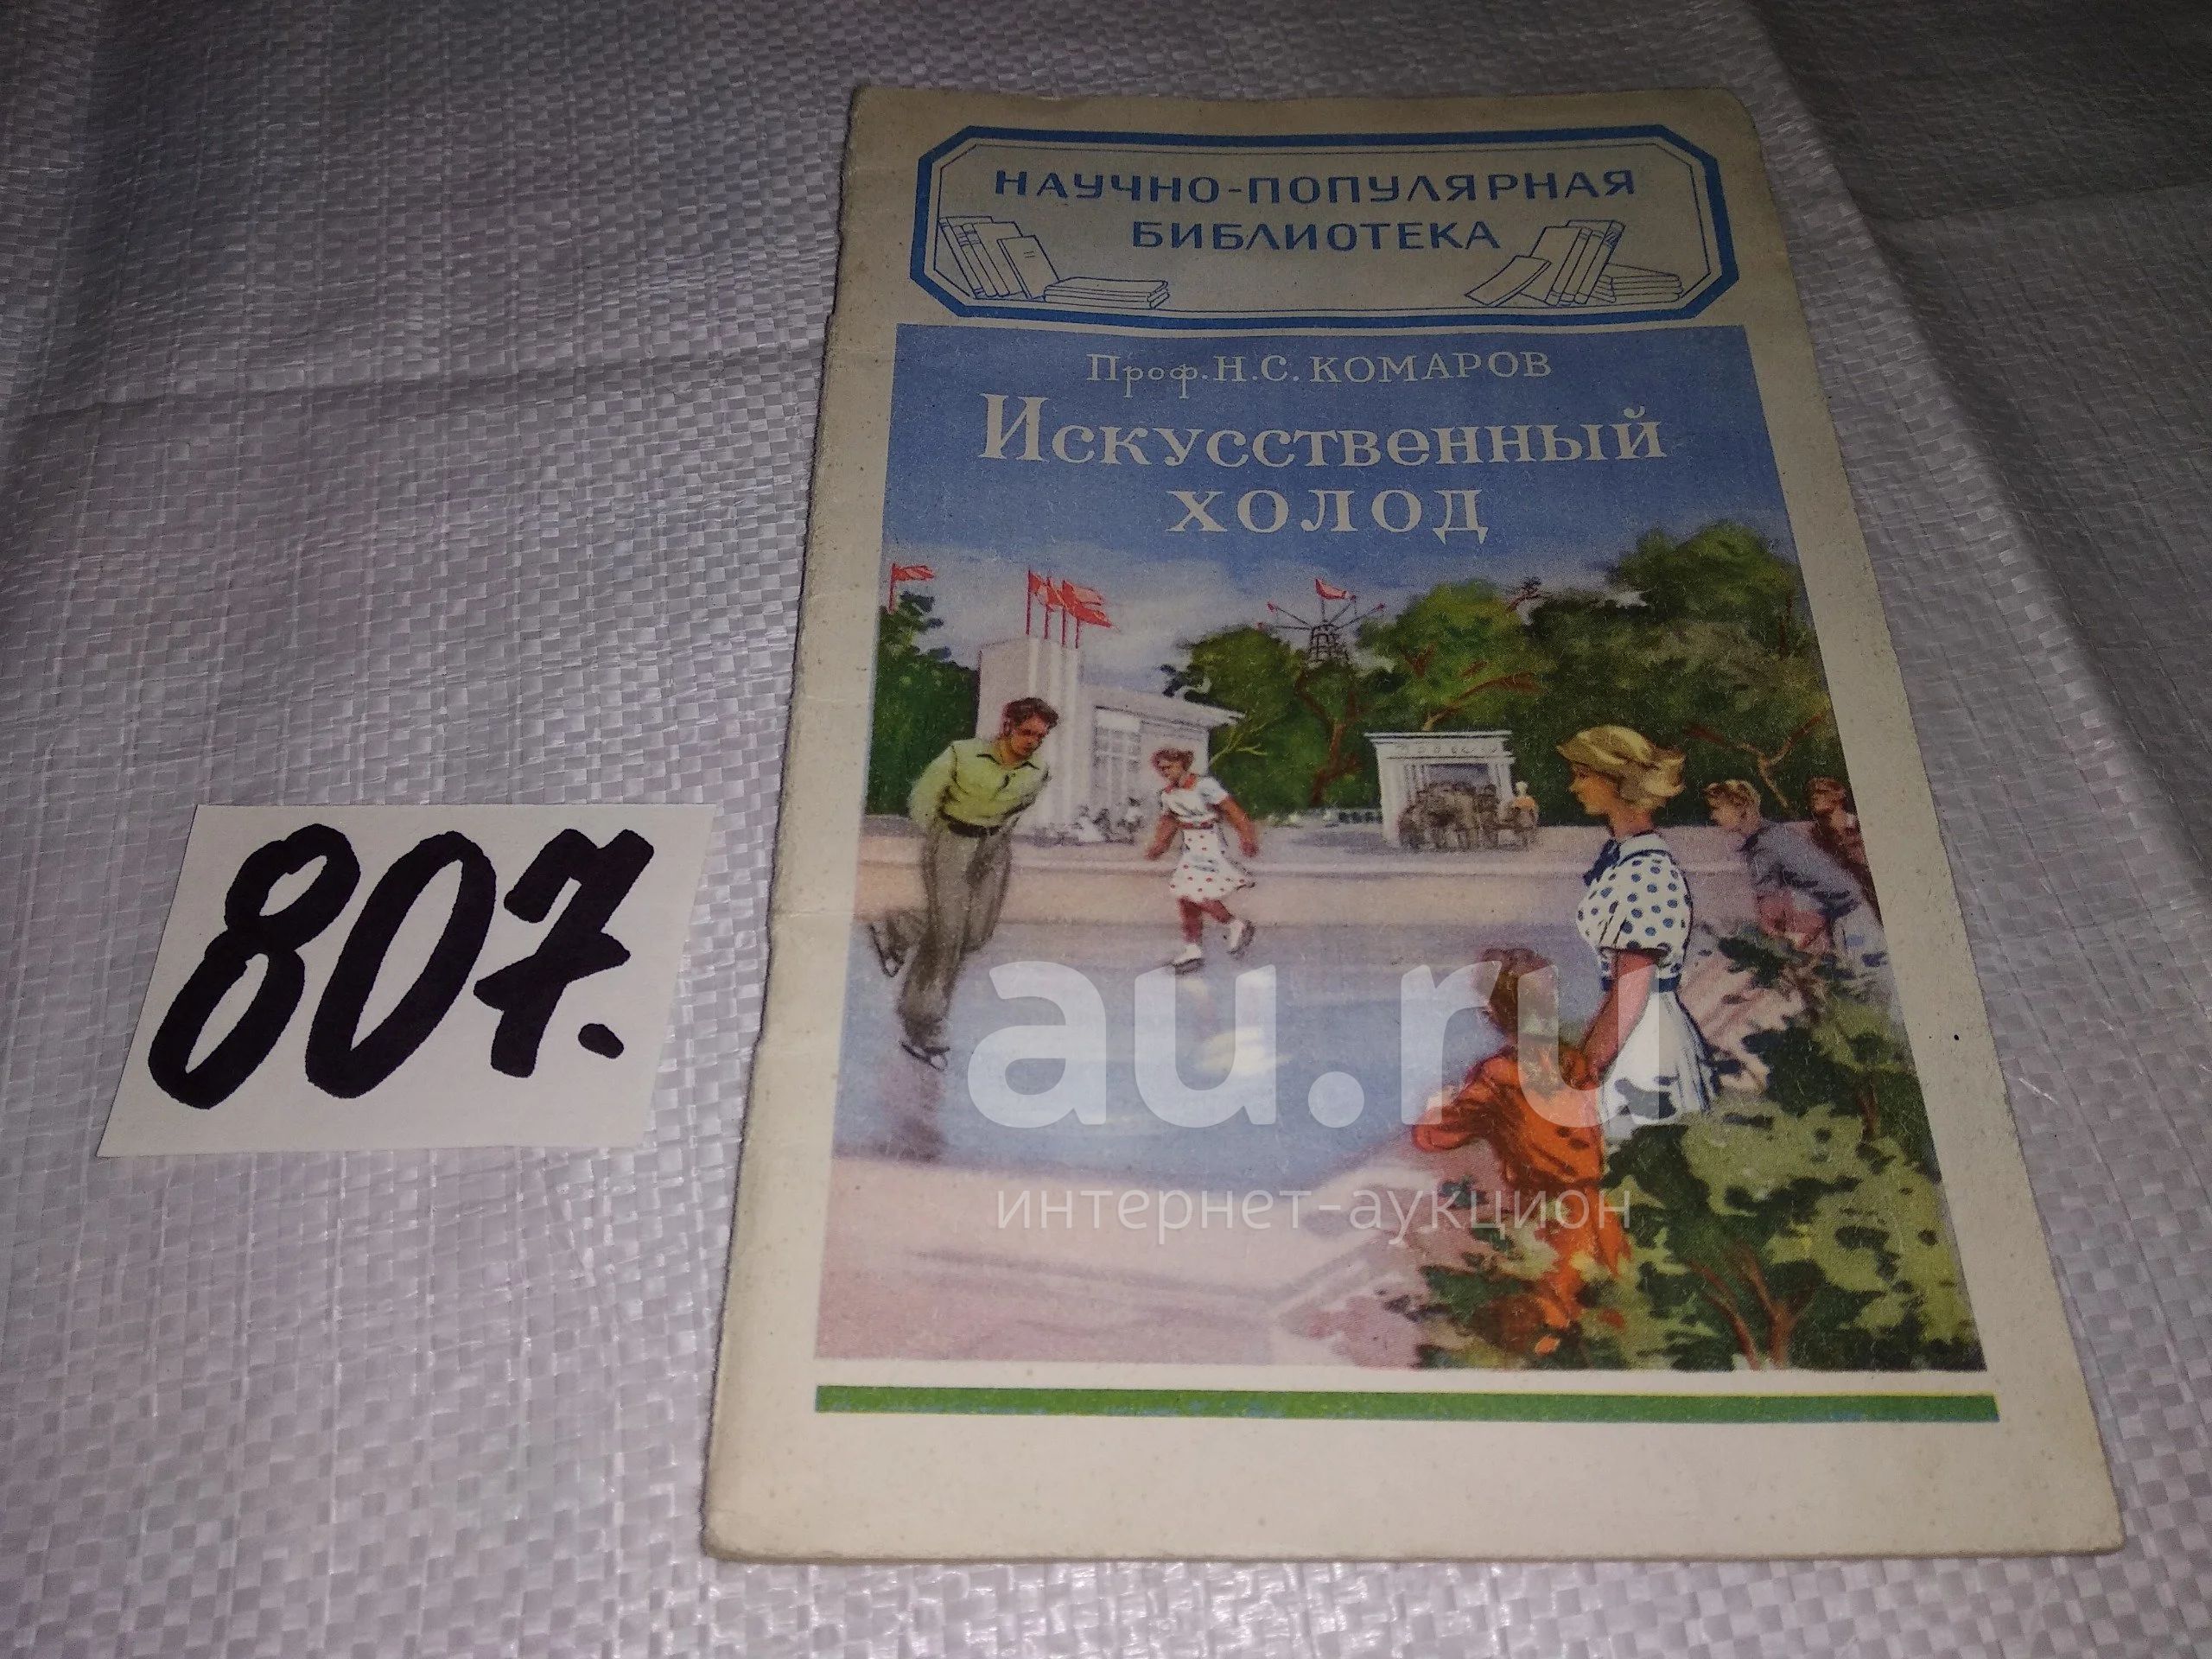 НАУЧНО-ПОПУЛЯРНАЯ
БИБЛИОТЕКА
Проф. Н. С. КОМАРОВ
Искусственный
холод
807.
au.ru
интернет-аукцион